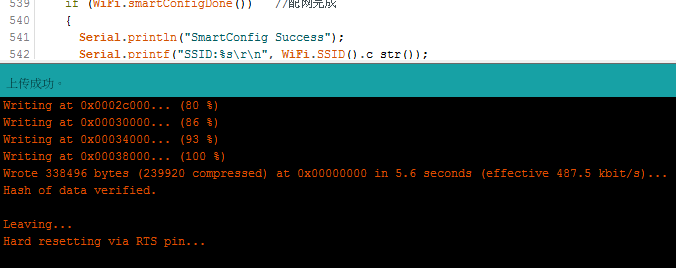 539 if (WiFi.smartConfigDone()) //配网完成
540 {
541 Serial.println("SmartConfig Success");
542 Serial.printf("SSID:%s\r\n", WiFi.SSID().c_str());
上传成功。
Writing at 0x0002c000... (80 %)
Writing at 0x00030000... (86 %)
Writing at 0x00034000... (93 %)
Writing at 0x00038000... (100 %)
Wrote 338496 bytes (239920 compressed) at 0x00000000 in 5.6 seconds (effective 487.5 kbit/s)...
Hash of data verified.
Leaving...
Hard resetting via RTS pin...